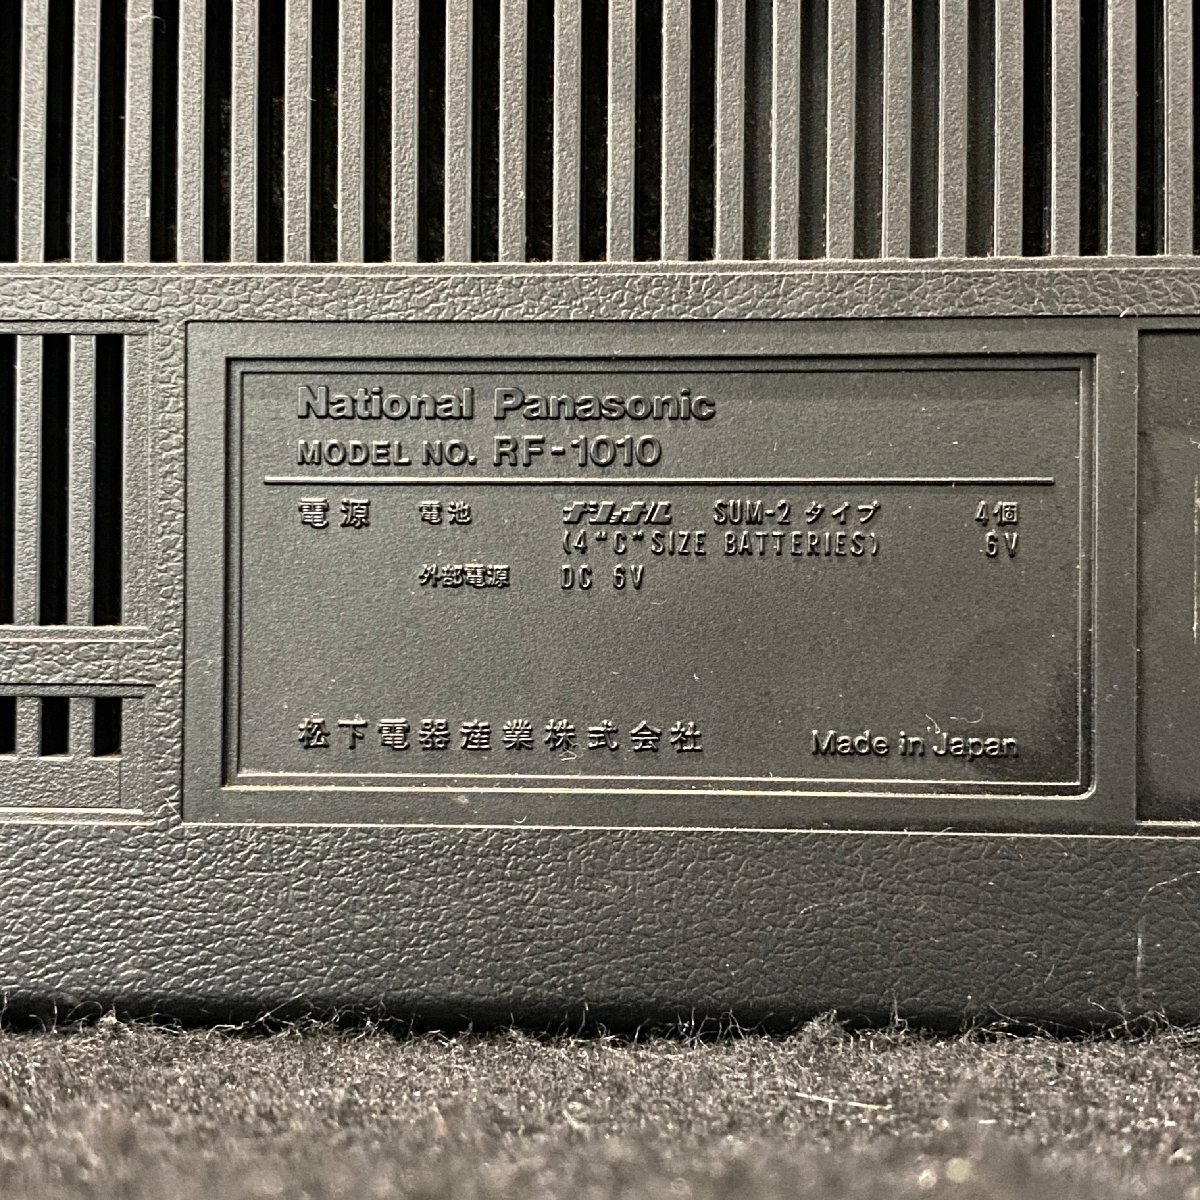 National Panasonic
MODEL NO. RF-1010
電源 電池 ナショナル SUM-2 タイプ 4個
(4 "C" SIZE BATTERIES) 6V
外部電源 DC 6V
松下電器産業株式会社 Made in Japan